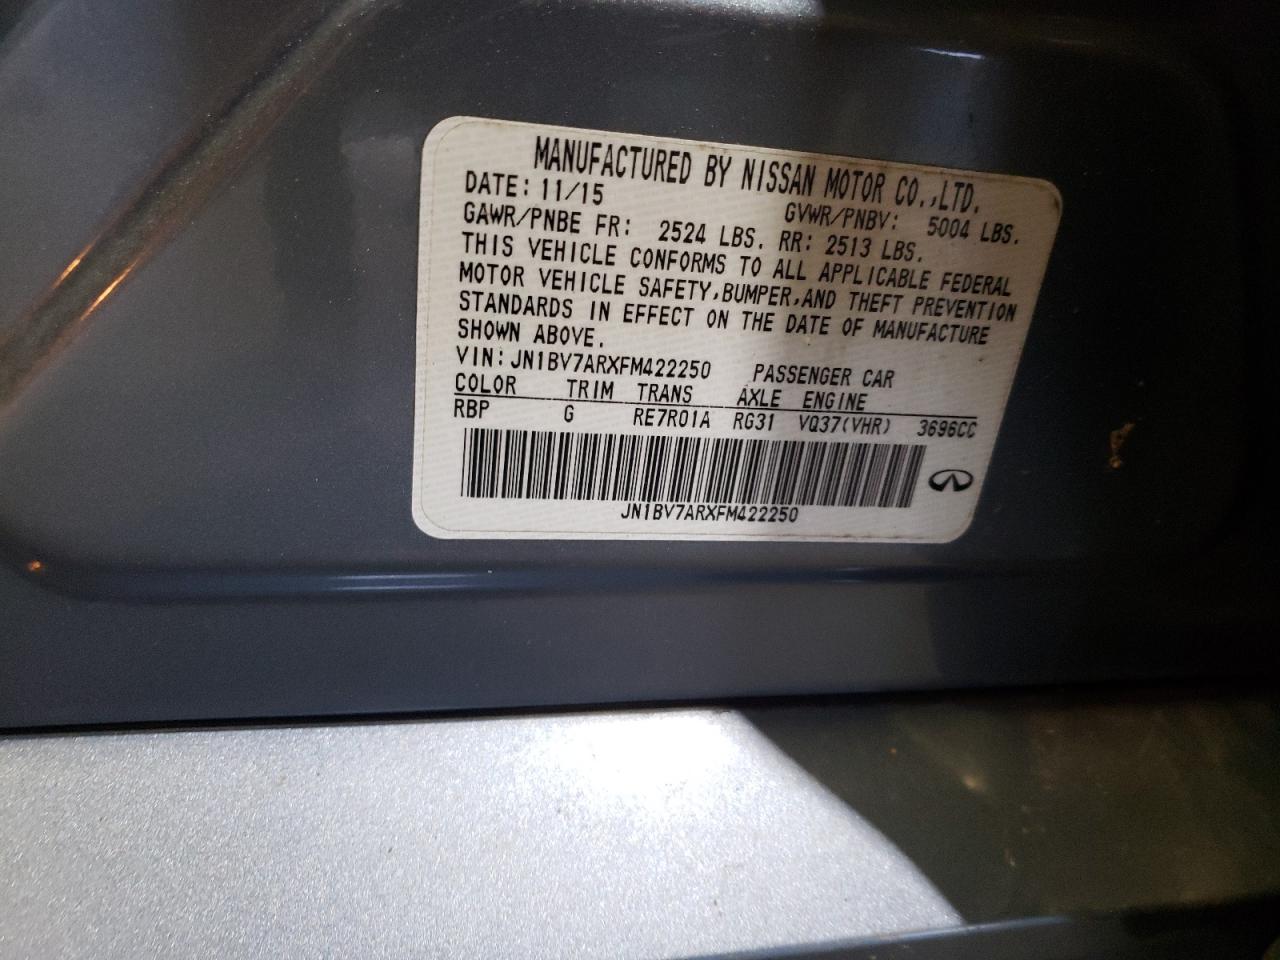 MANUFACTURED BY NISSAN MOTOR CO.,LTD.
DATE: 11/15 GVWR/PNBV: 5004 LBS.
GAWR/PNBE FR: 2524 LBS. RR: 2513 LBS.
THIS VEHICLE CONFORMS TO ALL APPLICABLE FEDERAL
MOTOR VEHICLE SAFETY,BUMPER,AND THEFT PREVENTION
STANDARDS IN EFFECT ON THE DATE OF MANUFACTURE
SHOWN ABOVE.
VIN: JN1BV7ARXFM422250 PASSENGER CAR
COLOR TRIM TRANS AXLE ENGINE
RBP G RE7R01A RG31 VQ37(VHR) 3696CC
JN1BV7ARXFM422250